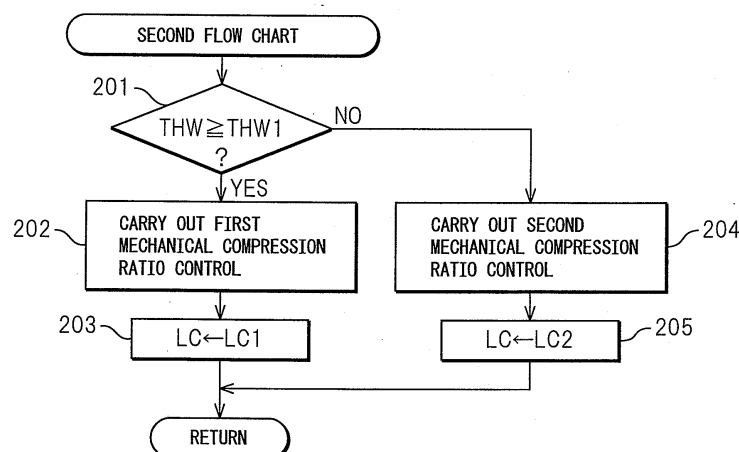 SECOND FLOW CHART
201
THW≧THW1
?
NO
YES
202
CARRY OUT FIRST
MECHANICAL COMPRESSION
RATIO CONTROL
CARRY OUT SECOND
MECHANICAL COMPRESSION
RATIO CONTROL
204
203
LC←LC1
LC←LC2
205
RETURN